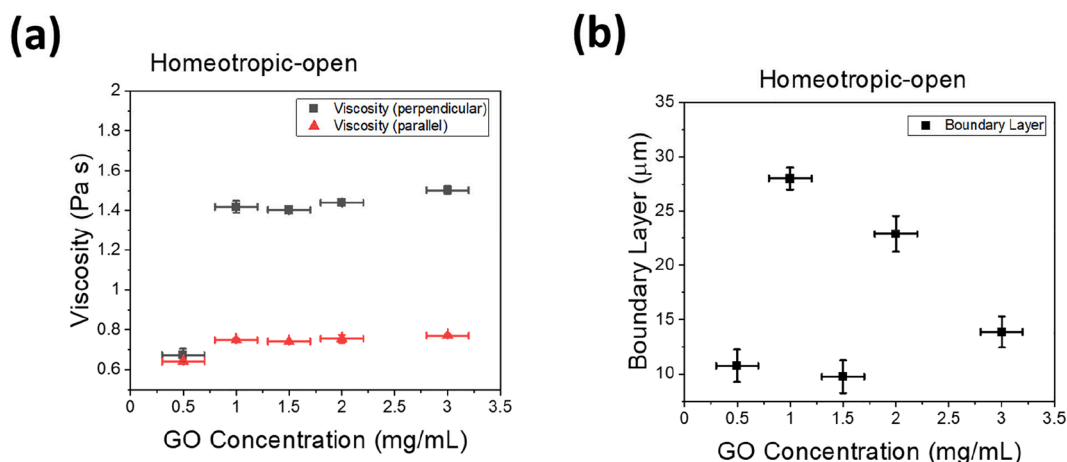 (a)
Homeotropic-open
Viscosity (perpendicular)
Viscosity (parallel)
Viscosity (Pa s)
2
1.8
1.6
1.4
1.2
1
0.8
0.6
0
0.5
1
1.5
2
2.5
3
3.5
GO Concentration (mg/mL)
(b)
Homeotropic-open
Boundary Layer
Boundary Layer (μm)
35
30
25
20
15
10
0
0.5
1
1.5
2
2.5
3
3.5
GO Concentration (mg/mL)